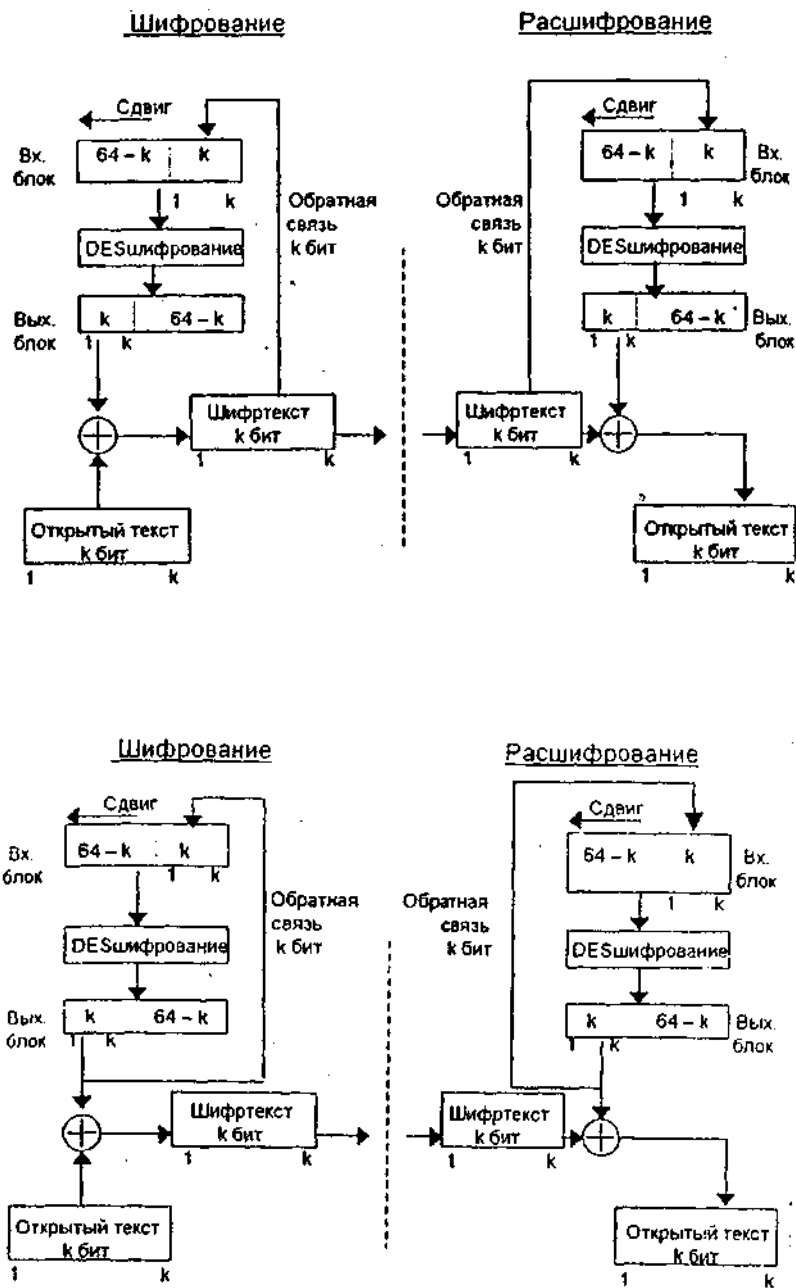 Шифрование
Расшифрование
Сдвиг
Вх.
блок
64 – k
k
1
k
DESшифрование
Обратная
связь
k бит
Вых.
блок
k
64 – k
1
k
Шифртекст
k бит
1
k
Открытый текст
k бит
1
k
Сдвиг
64 – k
k
Вх.
блок
1
k
Обратная
связь
k бит
DESшифрование
k
64 – k
Вых.
блок
1
k
Шифртекст
k бит
1
k
Открытый текст
k бит
1
k
Шифрование
Расшифрование
Сдвиг
Вх.
блок
64 – k
k
1
k
Обратная
связь
k бит
DESшифрование
Вых.
блок
k
64 – k
1
k
Шифртекст
k бит
1
k
Открытый текст
k бит
1
k
Сдвиг
64 – k
k
Вх.
блок
1
k
Обратная
связь
k бит
DESшифрование
k
64 – k
Вых.
блок
1
k
Шифртекст
k бит
1
k
Открытый текст
k бит
1
k